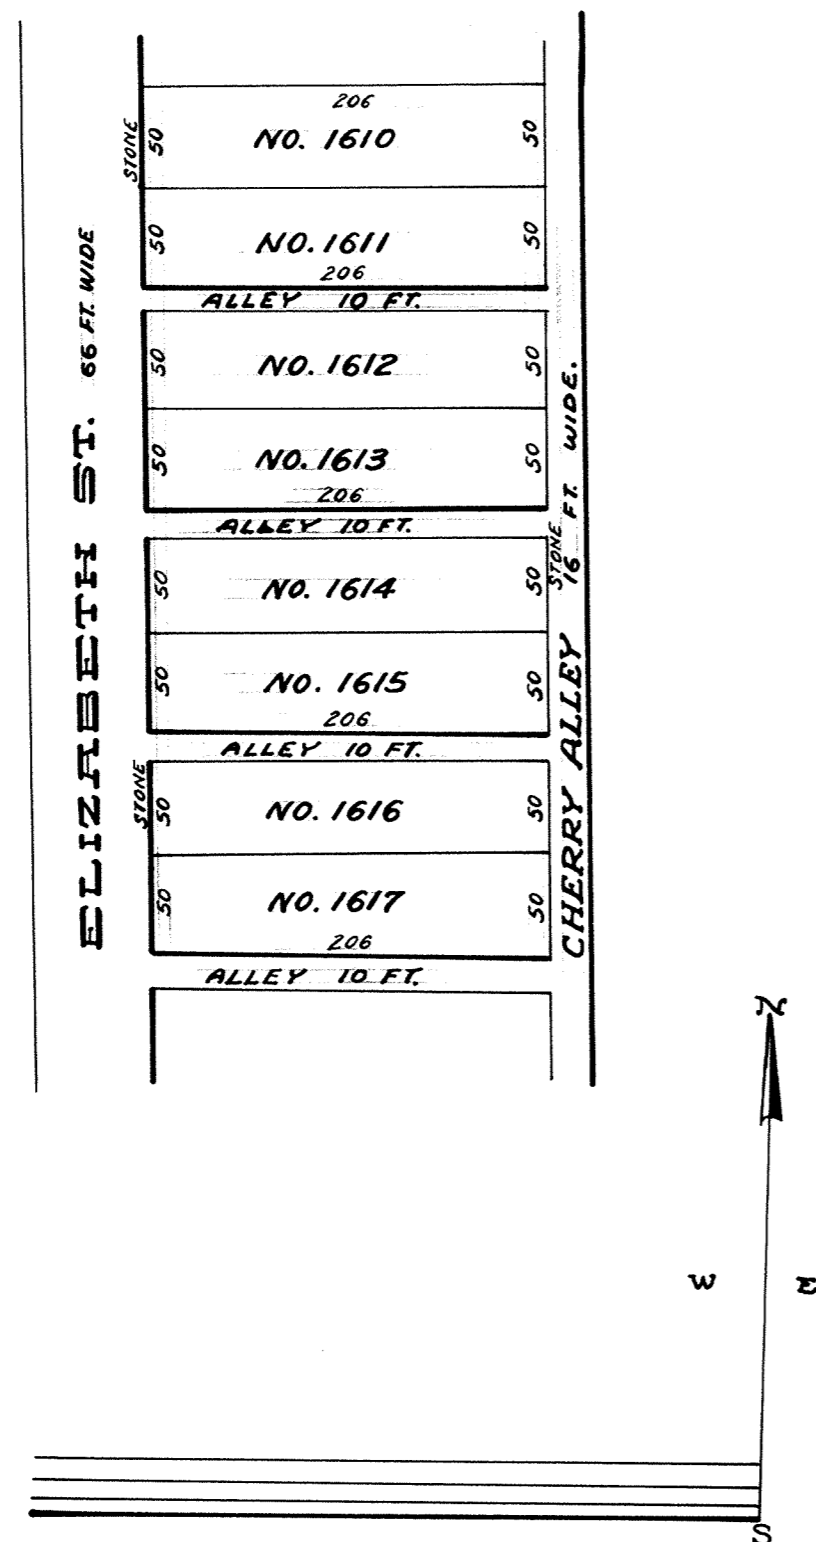 206
NO. 1610
50
50
STONE
NO. 1611
50
50
206
ALLEY 10 FT.
NO. 1612
50
50
NO. 1613
50
50
206
ALLEY 10 FT.
NO. 1614
50
50
STONE
NO. 1615
50
50
206
ALLEY 10 FT.
STONE
NO. 1616
50
50
NO. 1617
50
50
206
ALLEY 10 FT.
ELIZABETH ST. 66 FT. WIDE
CHERRY ALLEY 16 FT. WIDE.
N
W
E
S